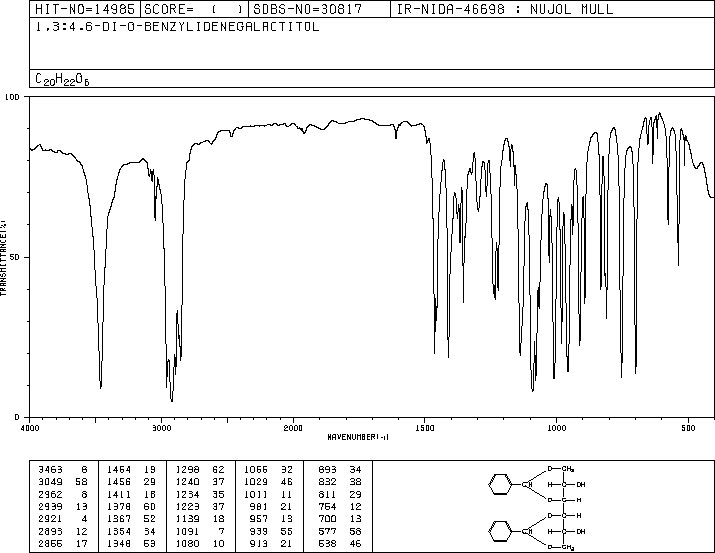 HIT-NO=14985 SCORE= ( ) SDBS-NO=30817 IR-NIDA-46698 : NUJOL MULL
1,3:4,6-DI-O-BENZYLIDENEGALACTITOL
C20H22O6
100
50
0
TRANSMITTANCE(%)
4000 3000 2000 1500 1000 500
WAVENUMBER(-1)
3463 8 1464 19 1298 62 1066 32 893 34
3049 58 1456 29 1240 37 1029 46 832 38
2962 8 1411 18 1234 35 1011 11 811 29
2939 13 1378 60 1223 37 981 21 754 12
2921 4 1367 52 1139 18 957 13 700 13
2893 12 1354 34 1091 7 939 55 577 58
2855 17 1348 53 1080 10 913 21 538 46
O CH2
CH H C OH
O C H
O C H
CH H C OH
O CH2